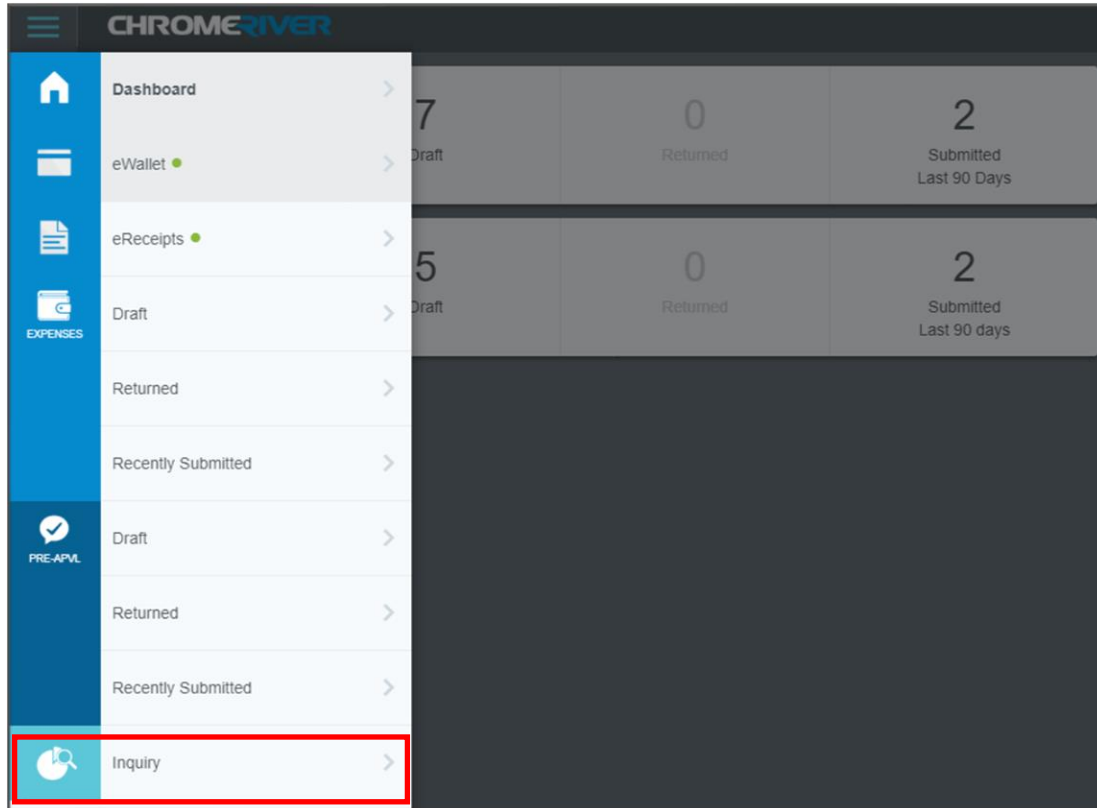 CHROMERIVER
Dashboard
eWallet
eReceipts
EXPENSES
Draft
Returned
Recently Submitted
PRE-APVL
Draft
Returned
Recently Submitted
Inquiry
7
Draft
0
Returned
2
Submitted
Last 90 Days
5
Draft
0
Returned
2
Submitted
Last 90 days